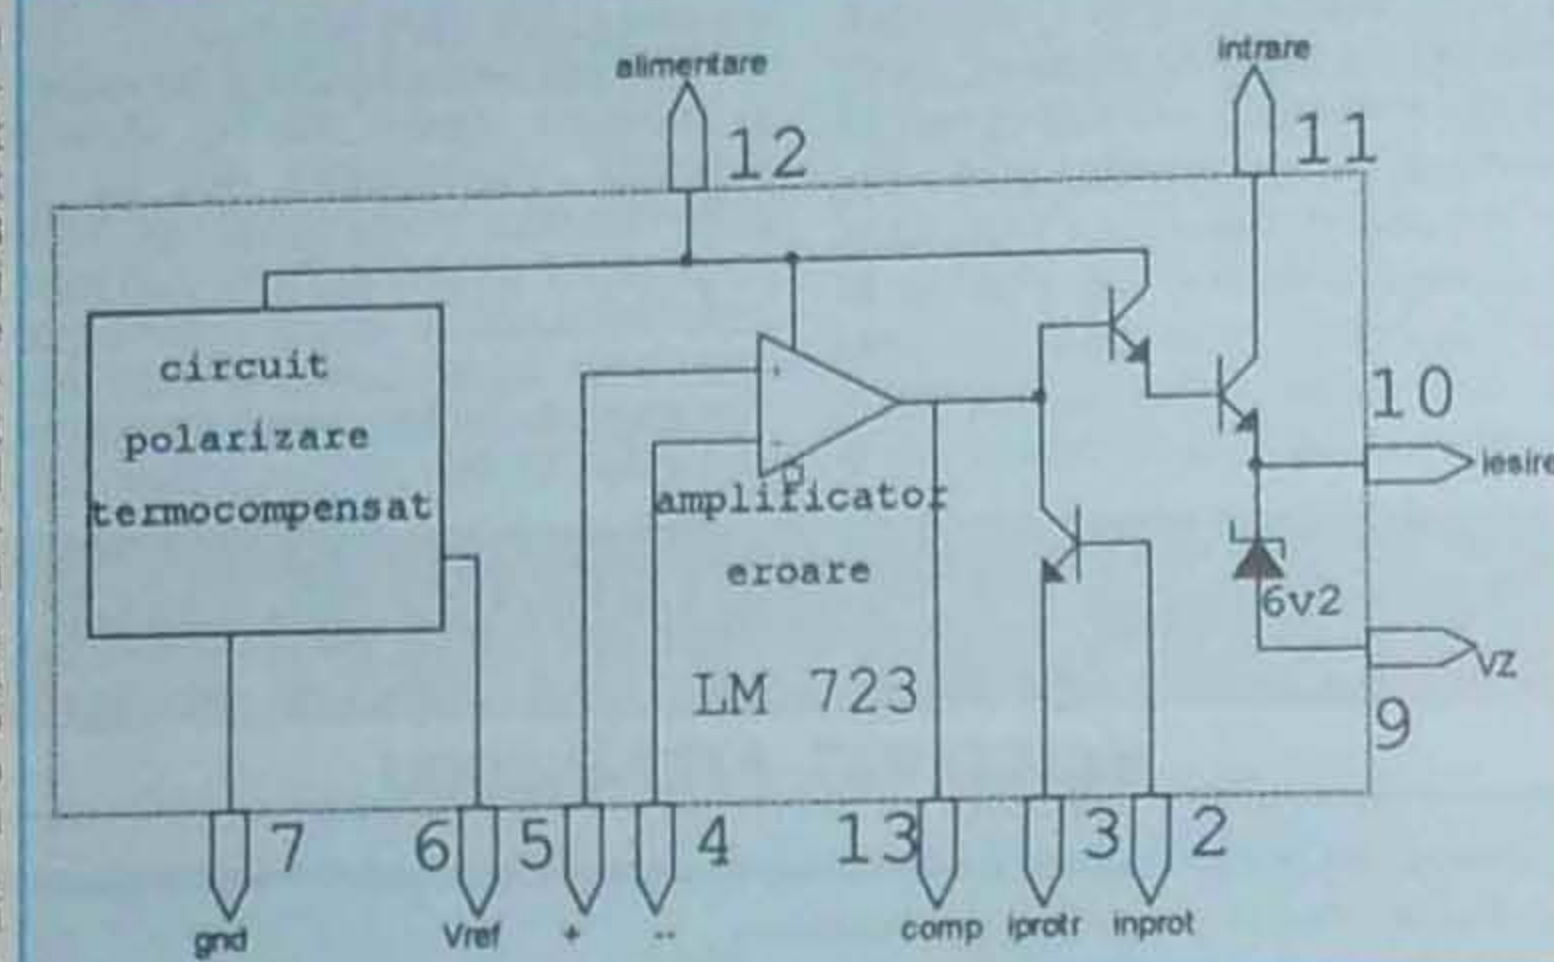 alimentare
intrare
12
11
circuit
polarizare
termocompensat
+
-
amplificator
eroare
LM 723
10
iesire
6v2
VZ
9
7
6
5
4
13
3
2
gnd
Vref
+
--
comp
iprotr
inprot